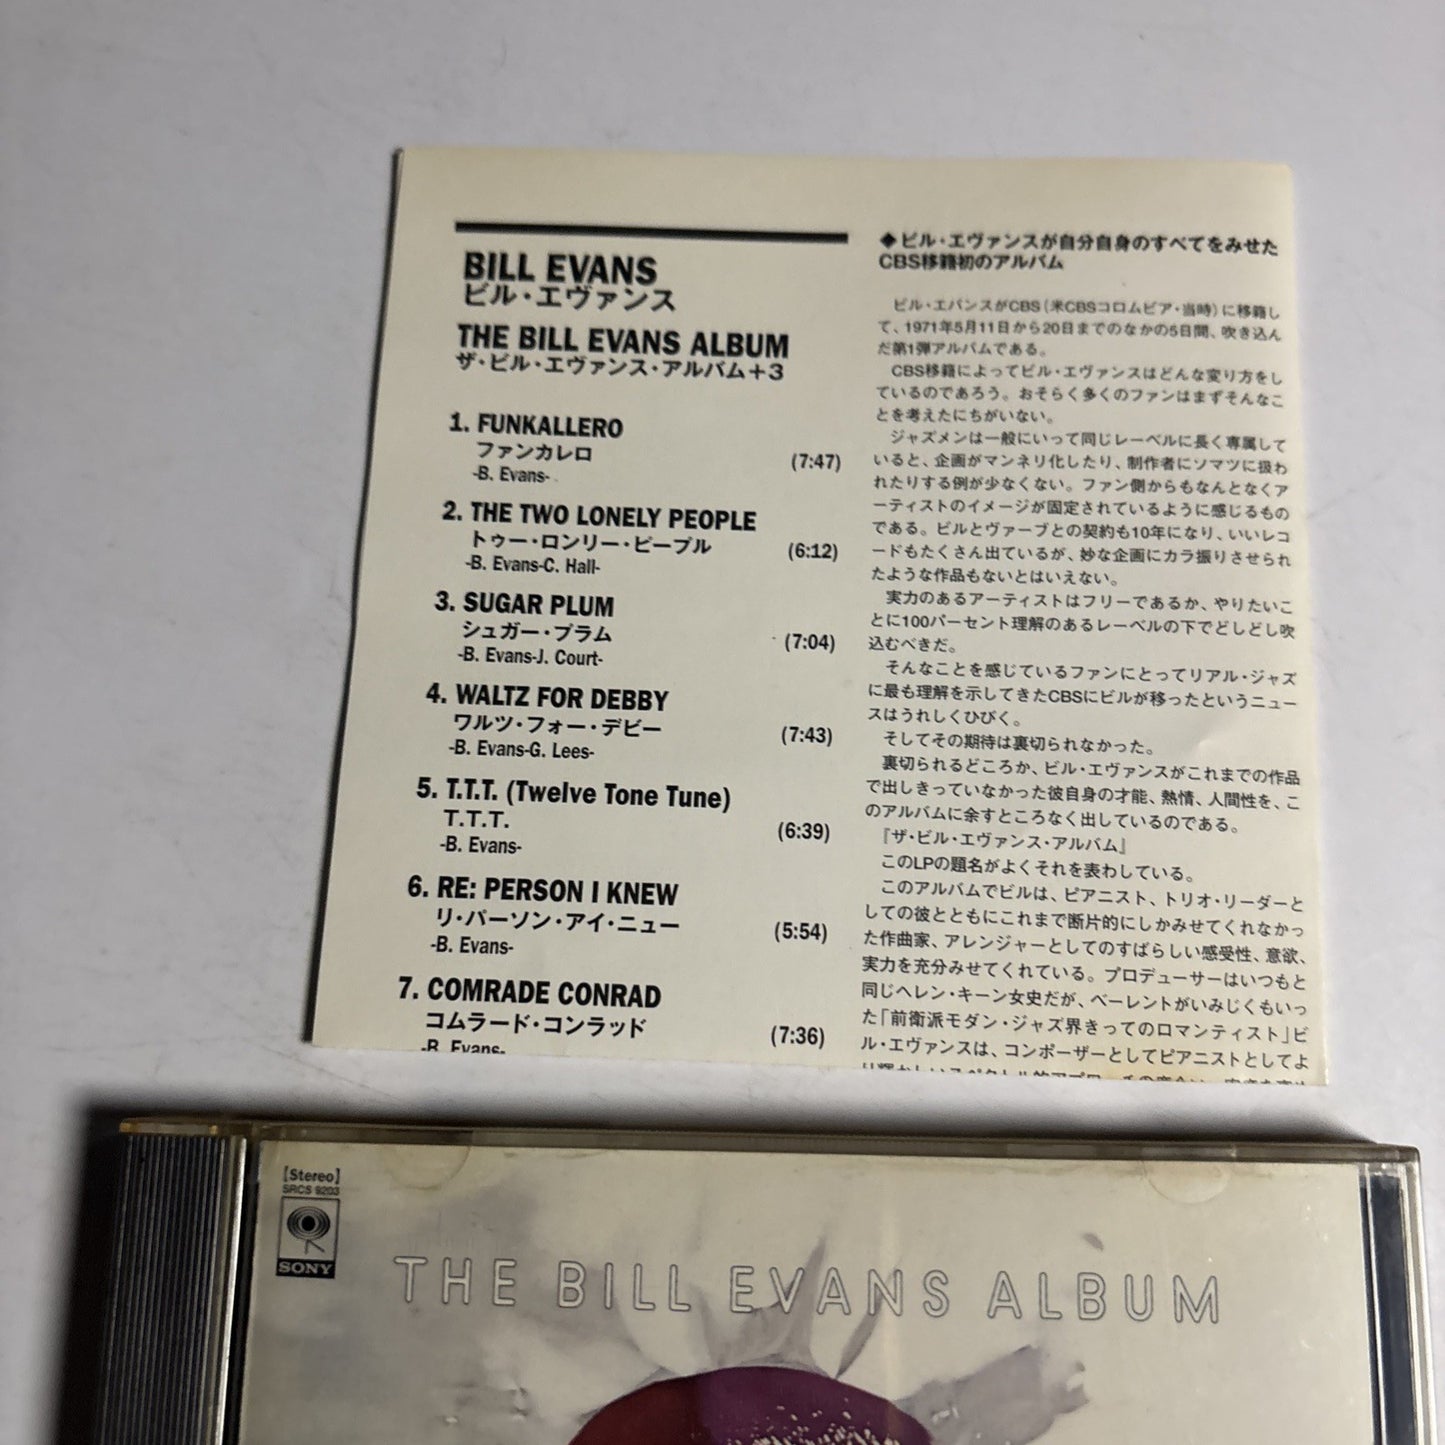 BILL EVANS
ビル・エヴァンス
THE BILL EVANS ALBUM
ザ・ビル・エヴァンス・アルバム+3
1. FUNKALLERO
ファンカレロ
(7:47)
-B. Evans-
2. THE TWO LONELY PEOPLE
トゥー・ロンリー・ピープル
(6:12)
-B. Evans-C. Hall-
3. SUGAR PLUM
シュガー・プラム
(7:04)
-B. Evans-J. Court-
4. WALTZ FOR DEBBY
ワルツ・フォー・デビー
(7:43)
-B. Evans-G. Lees-
5. T.T.T. (Twelve Tone Tune)
T.T.T.
(6:39)
-B. Evans-
6. RE: PERSON I KNEW
リ・パーソン・アイ・ニュー
(5:54)
-B. Evans-
7. COMRADE CONRAD
コムラード・コンラッド
(7:36)
-B. Evans-
◆ビル・エヴァンスが自分自身のすべてをみせた
CBS移籍初のアルバム
ビル・エバンスがCBS(米CBSコロムビア・当時)に移籍し
て、1971年5月11日から20日までのなかの5日間、吹き込ん
だ第1弾アルバムである。
CBS移籍によってビル・エヴァンスはどんな変り方をし
ているのであろう。おそらく多くのファンはまずそんなこ
とを考えたにちがいない。
ジャズメンは一般にいって同じレーベルに長く専属して
いると、企画がマンネリ化したり、制作者にソマツに扱わ
れたりする例が少なくない。ファン側からもなんとなくア
ーティストのイメージが固定されているように感じるもの
である。ビルとヴァーブとの契約も10年になり、いいレコ
ードもたくさん出ているが、妙な企画にカラ振りさせられ
たような作品もないとはいえない。
実力のあるアーティストはフリーであるか、やりたいこ
とに100パーセント理解のあるレーベルの下でどしどし吹
込むべきだ。
そんなことを感じているファンにとってリアル・ジャズ
に最も理解を示してきたCBSにビルが移ったというニュー
スはうれしくひびく。
そしてその期待は裏切られなかった。
裏切られるどころか、ビル・エヴァンスがこれまでの作品
で出しきっていなかった彼自身の才能、熱情、人間性を、こ
のアルバムに余すところなく出しているのである。
『ザ・ビル・エヴァンス・アルバム』
このLPの題名がよくそれを表わしている。
このアルバムでビルは、ピアニスト、トリオ・リーダーと
しての彼とともにこれまで断片的にしかみせてくれなかっ
た作曲家、アレンジャーとしてのすばらしい感受性、意欲、
実力を充分みせてくれている。プロデューサーはいつもと
同じヘレン・キーン女史だが、ベーレントがいみじくもいっ
た「前衛派モダン・ジャズ界きってのロマンティスト」ビ
ル・エヴァンスは、コンポーザーとしてピアニストとしてよ
[Stereo]
SRCS 9203
SONY
THE BILL EVANS ALBUM